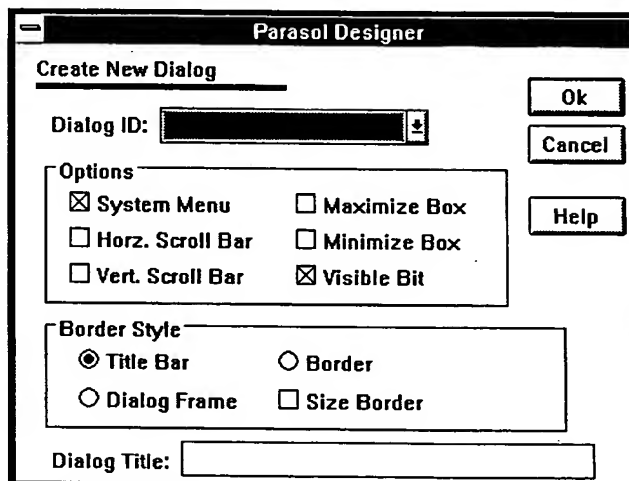 Parasol Designer
Create New Dialog
Ok
Dialog ID:
Cancel
Options
System Menu
Maximize Box
Help
Horz. Scroll Bar
Minimize Box
Vert. Scroll Bar
Visible Bit
Border Style
Title Bar
Border
Dialog Frame
Size Border
Dialog Title: